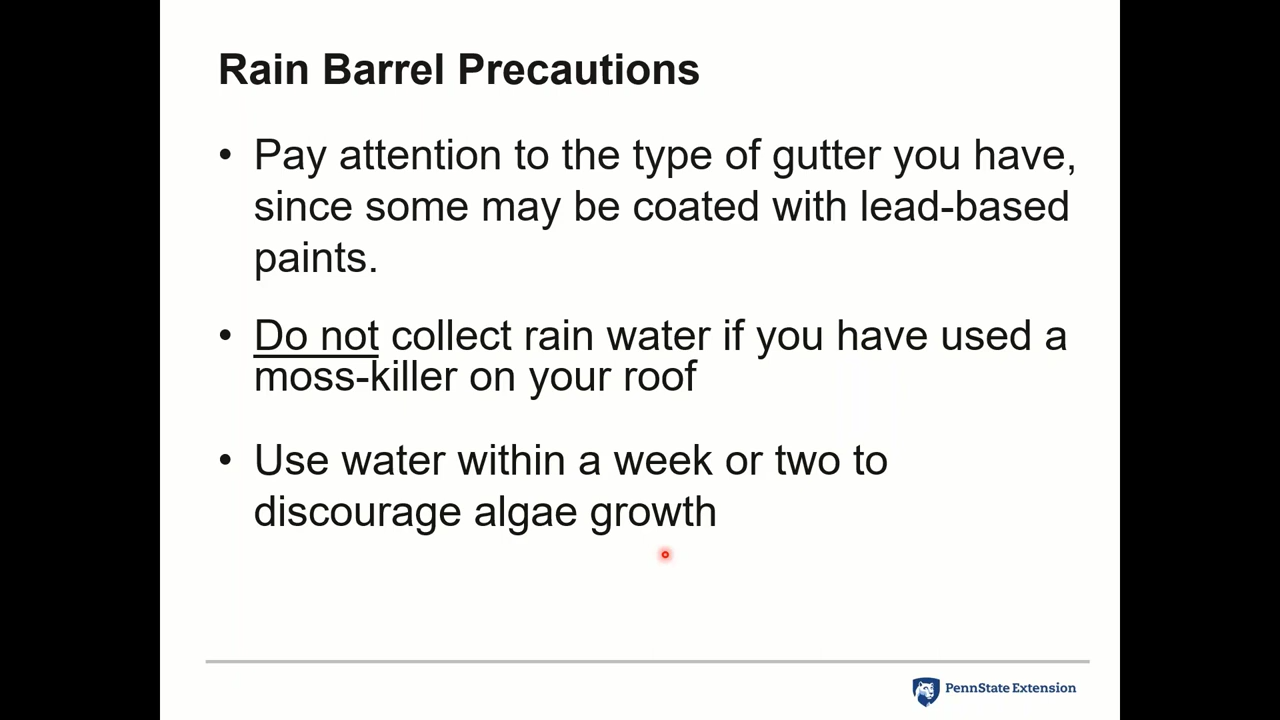 Rain Barrel Precautions
• Pay attention to the type of gutter you have,
since some may be coated with lead-based
paints.
• Do not collect rain water if you have used a
moss-killer on your roof
• Use water within a week or two to
discourage algae growth
PennState Extension